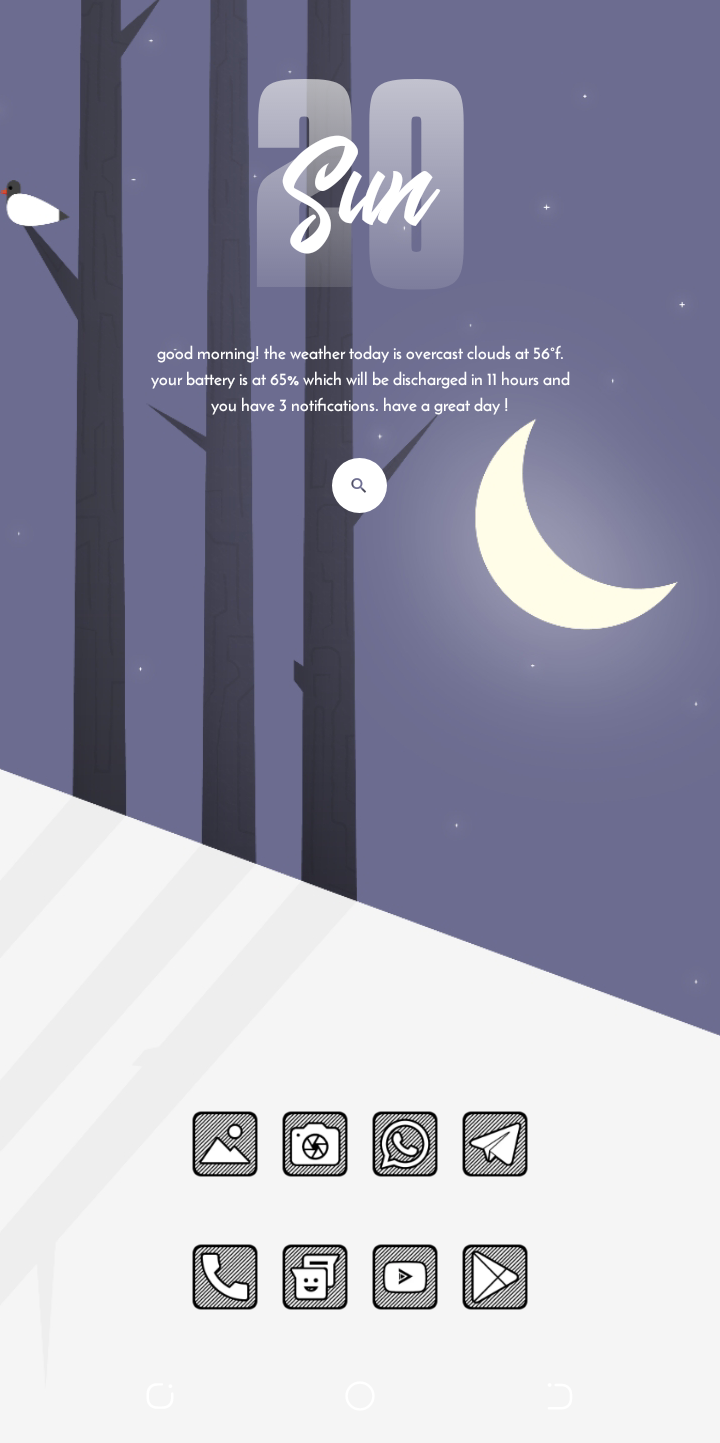 20
Sun
good morning! the weather today is overcast clouds at 56°f.
your battery is at 65% which will be discharged in 11 hours and
you have 3 notifications. have a great day !